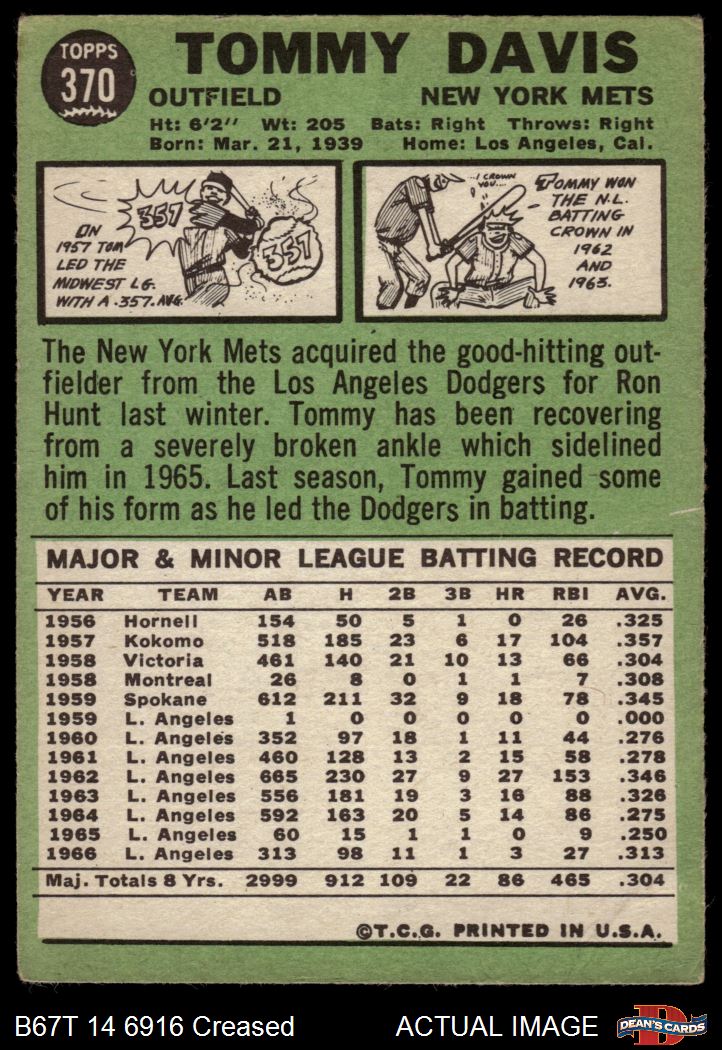 TOPPS
370
TOMMY DAVIS
OUTFIELD NEW YORK METS
Ht: 6'2" Wt: 205 Bats: Right Throws: Right
Born: Mar. 21, 1939 Home: Los Angeles, Cal.
357
357
IN
1957 TOM
LED THE
MIDWEST LG.
WITH A .357 AVG.
I CROWN
YOU...
TOMMY WON
THE N.L.
BATTING
CROWN IN
1962
AND
1963.
The New York Mets acquired the good-hitting out-
fielder from the Los Angeles Dodgers for Ron
Hunt last winter. Tommy has been recovering
from a severely broken ankle which sidelined
him in 1965. Last season, Tommy gained some
of his form as he led the Dodgers in batting.
MAJOR & MINOR LEAGUE BATTING RECORD
YEAR TEAM AB H 2B 3B HR RBI AVG.
1956 Hornell 154 50 5 1 0 26 .325
1957 Kokomo 518 185 23 6 17 104 .357
1958 Victoria 461 140 21 10 13 66 .304
1958 Montreal 26 8 0 1 1 7 .308
1959 Spokane 612 211 32 9 18 78 .345
1959 L. Angeles 1 0 0 0 0 0 .000
1960 L. Angeles 352 97 18 1 11 44 .276
1961 L. Angeles 460 128 13 2 15 58 .278
1962 L. Angeles 665 230 27 9 27 153 .346
1963 L. Angeles 556 181 19 3 16 88 .326
1964 L. Angeles 592 163 20 5 14 86 .275
1965 L. Angeles 60 15 1 1 0 9 .250
1966 L. Angeles 313 98 11 1 3 27 .313
Maj. Totals 8 Yrs. 2999 912 109 22 86 465 .304
©T.C.G. PRINTED IN U.S.A.
B67T 14 6916 Creased ACTUAL IMAGE
D
DEAN'S CARDS